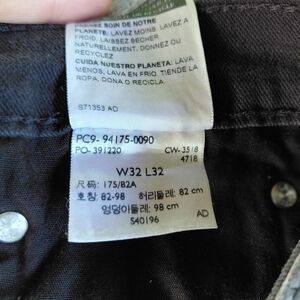 PRENEZ SOIN DE NOTRE
PLANETE: LAVEZ MOINS, LAVEZ A
FROID, LAISSEZ SECHER
NATURELLEMENT, DONNEZ OU
RECYCLEZ
CUIDA NUESTRO PLANETA: LAVA
MENOS, LAVA EN FRIO, TIENDE LA
ROPA, DONA O RECICLA.
S71353 AD
PC9- 94175-0090
PO- 391220 CW-3518
4718
W32 L32
尺码: 175/82A
호칭: 82-98 허리둘레: 82 cm
엉덩이둘레: 98 cm
S40196 AD